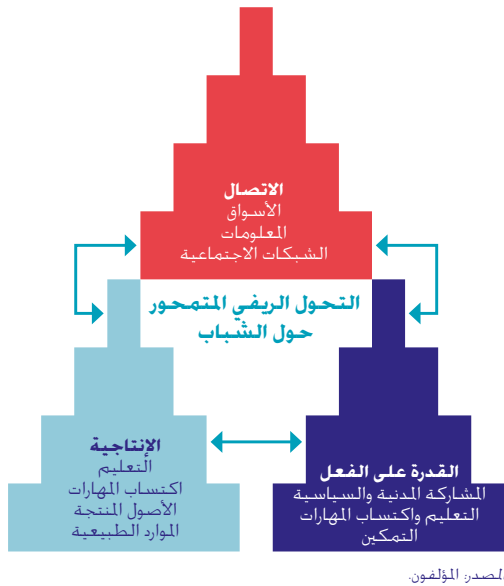 الاتصال
الأسواق
المعلومات
الشبكات الاجتماعية
التحول الريفي المتمحور
حول الشباب
القدرة على الفعل
المشاركة المدنية والسياسية
التعليم واكتساب المهارات
التمكين
الإنتاجية
التعليم
اكتساب المهارات
الأصول المنتجة
الموارد الطبيعية
المصدر: المؤلفون.